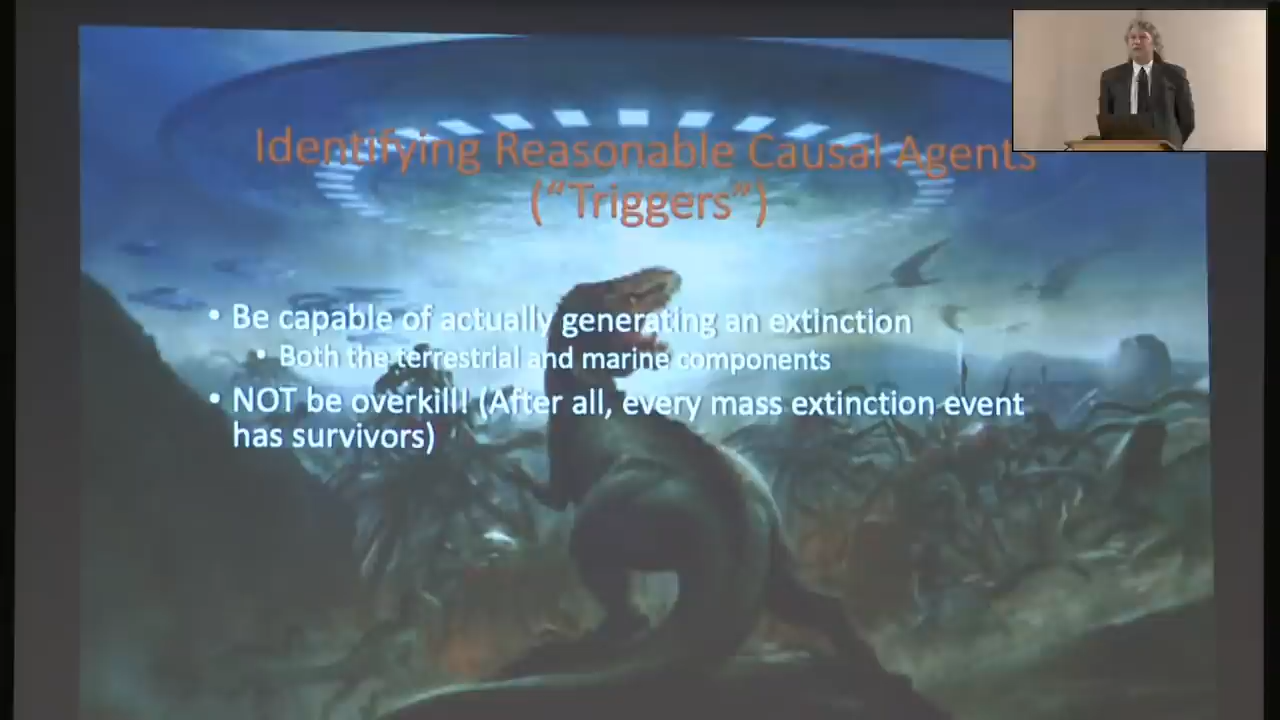 Identifying Reasonable Causal Agents
("Triggers")
• Be capable of actually generating an extinction
• Both the terrestrial and marine components
• NOT be overkill! (After all, every mass extinction event
has survivors)